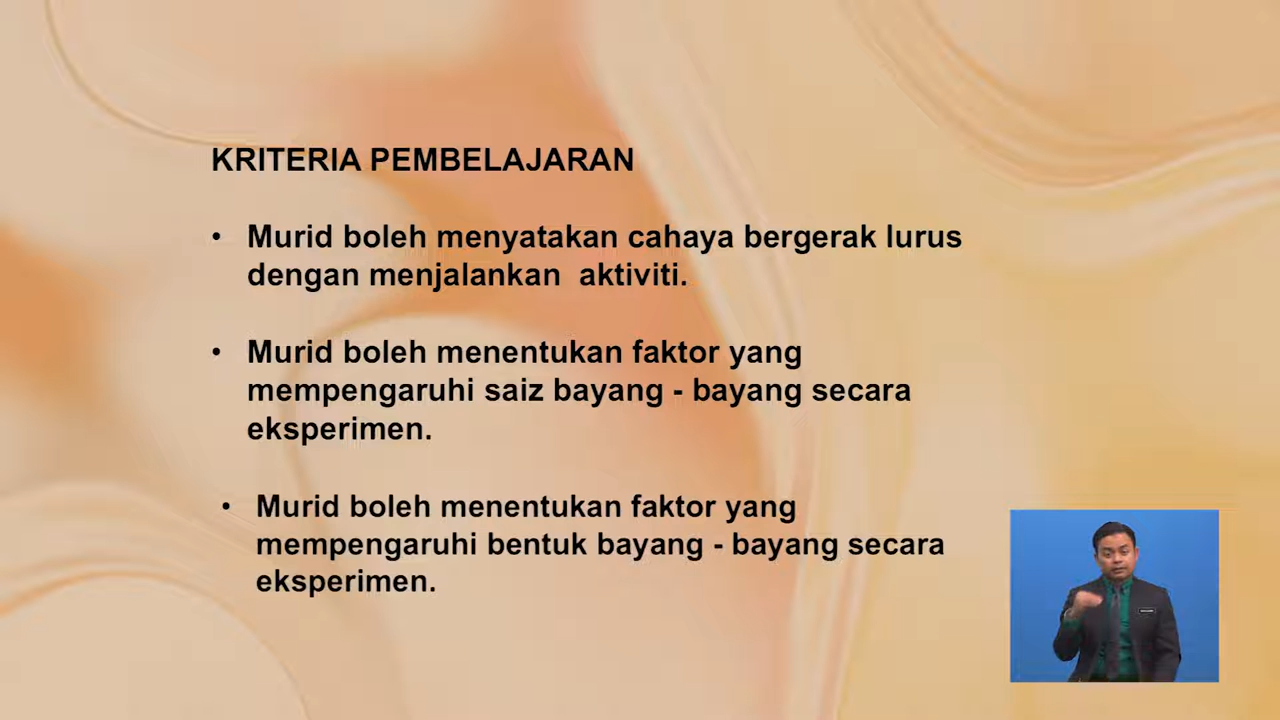 KRITERIA PEMBELAJARAN
• Murid boleh menyatakan cahaya bergerak lurus
dengan menjalankan aktiviti.
• Murid boleh menentukan faktor yang
mempengaruhi saiz bayang - bayang secara
eksperimen.
• Murid boleh menentukan faktor yang
mempengaruhi bentuk bayang - bayang secara
eksperimen.